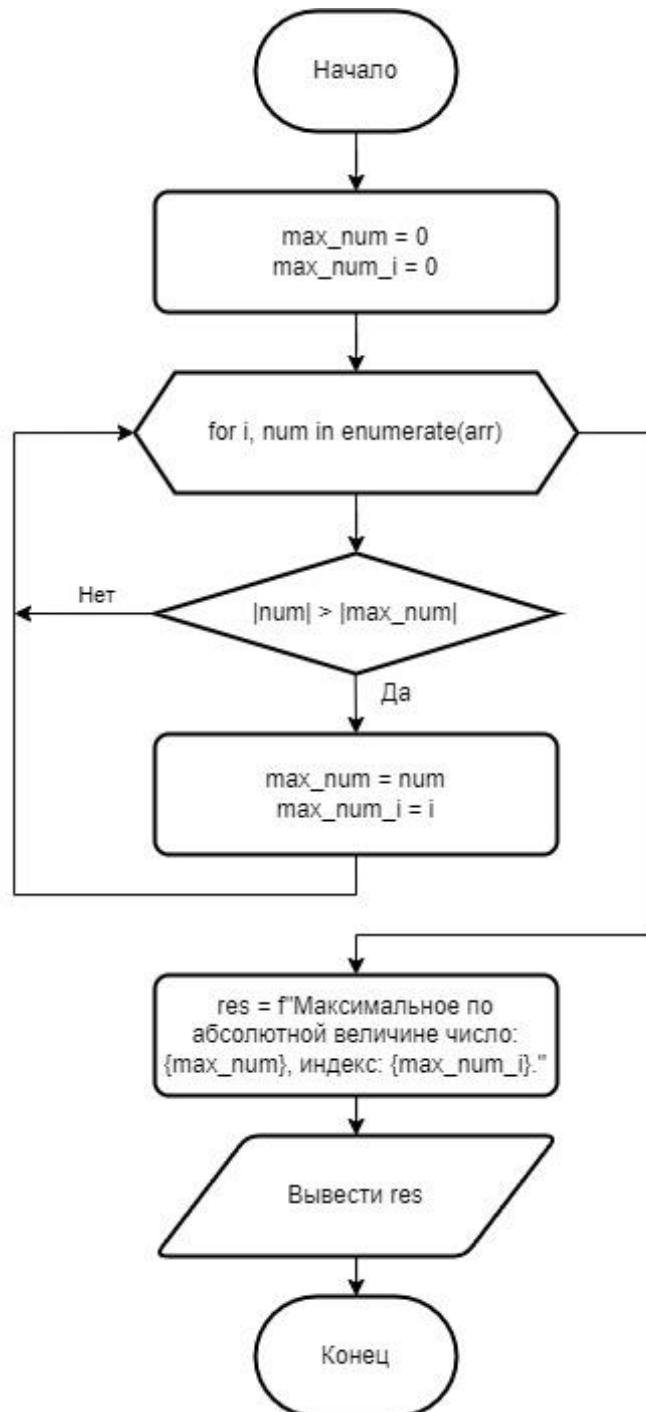 Начало
max_num = 0
max_num_i = 0
for i, num in enumerate(arr)
Нет
|num| > |max_num|
Да
max_num = num
max_num_i = i
res = f"Максимальное по
абсолютной величине число:
{max_num}, индекс: {max_num_i}."
Вывести res
Конец